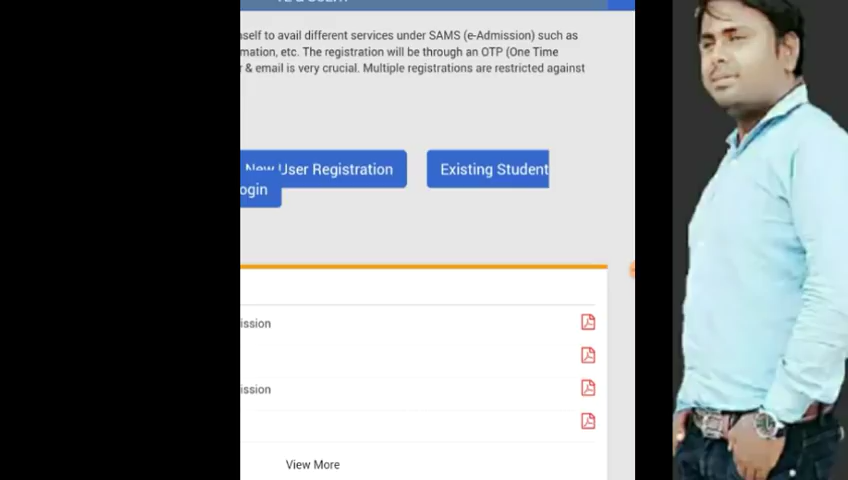 nself to avail different services under SAMS (e-Admission) such as
mation, etc. The registration will be through an OTP (One Time
r & email is very crucial. Multiple registrations are restricted against
New User Registration
Existing Student
ogin
ission
ission
View More